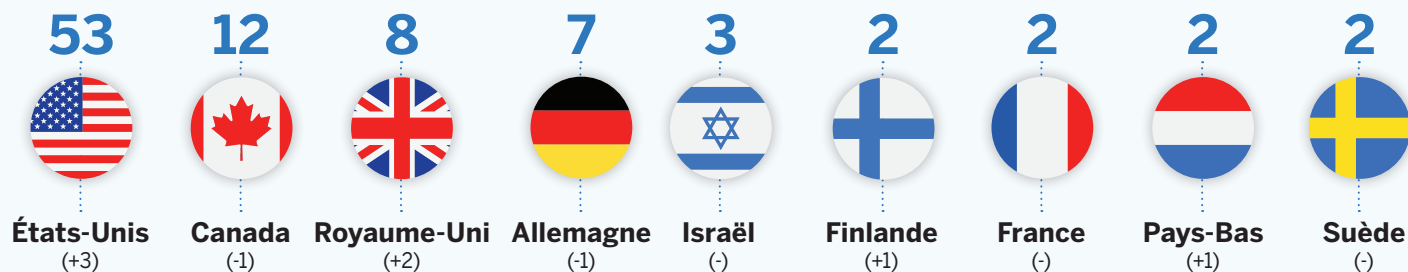 53 12 8 7 3 2 2 2 2
États-Unis Canada Royaume-Uni Allemagne Israël Finlande France Pays-Bas Suède
(+3) (-1) (+2) (-1) (-) (+1) (-) (+1) (-)